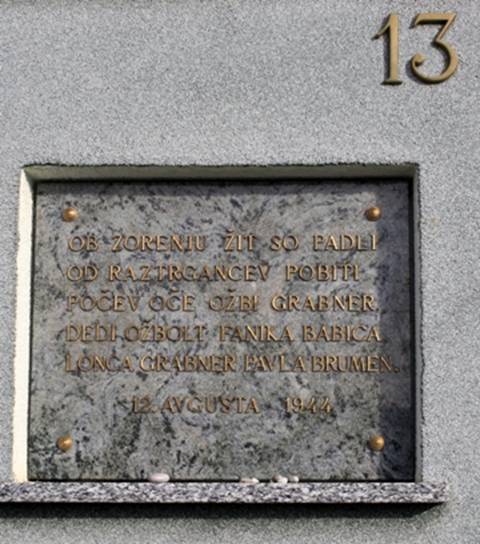 13
OB ZORENJU ŽIT SO PADLI
OD RAZTRGANCEV POBITI
POČEV OČE OŽBI GRABNER
DEDI OŽBOLT FANIKA BABICA
LONČA GRABNER PAVLA BRUMEN.
12. AVGUSTA 1944